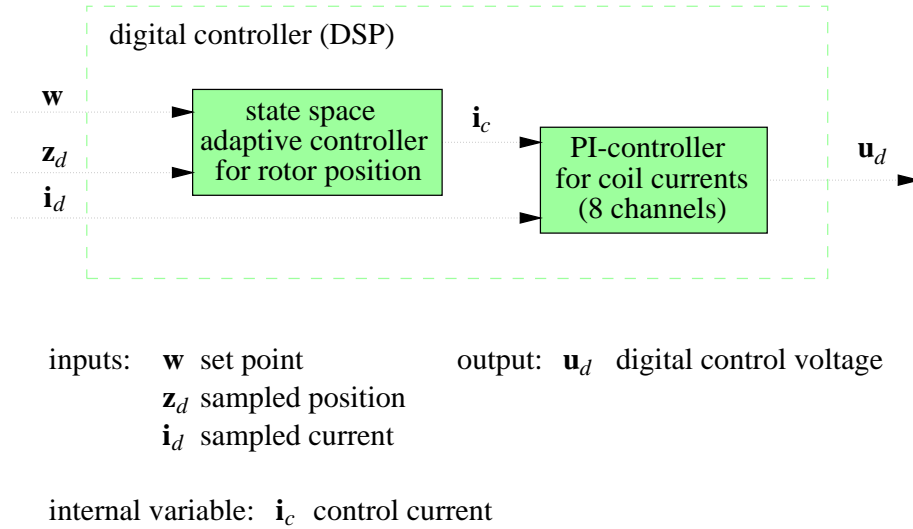 digital controller (DSP)
w
z_d
i_d
state space
adaptive controller
for rotor position
i_c
PI-controller
for coil currents
(8 channels)
u_d
inputs: w set point output: u_d digital control voltage
z_d sampled position
i_d sampled current
internal variable: i_c control current